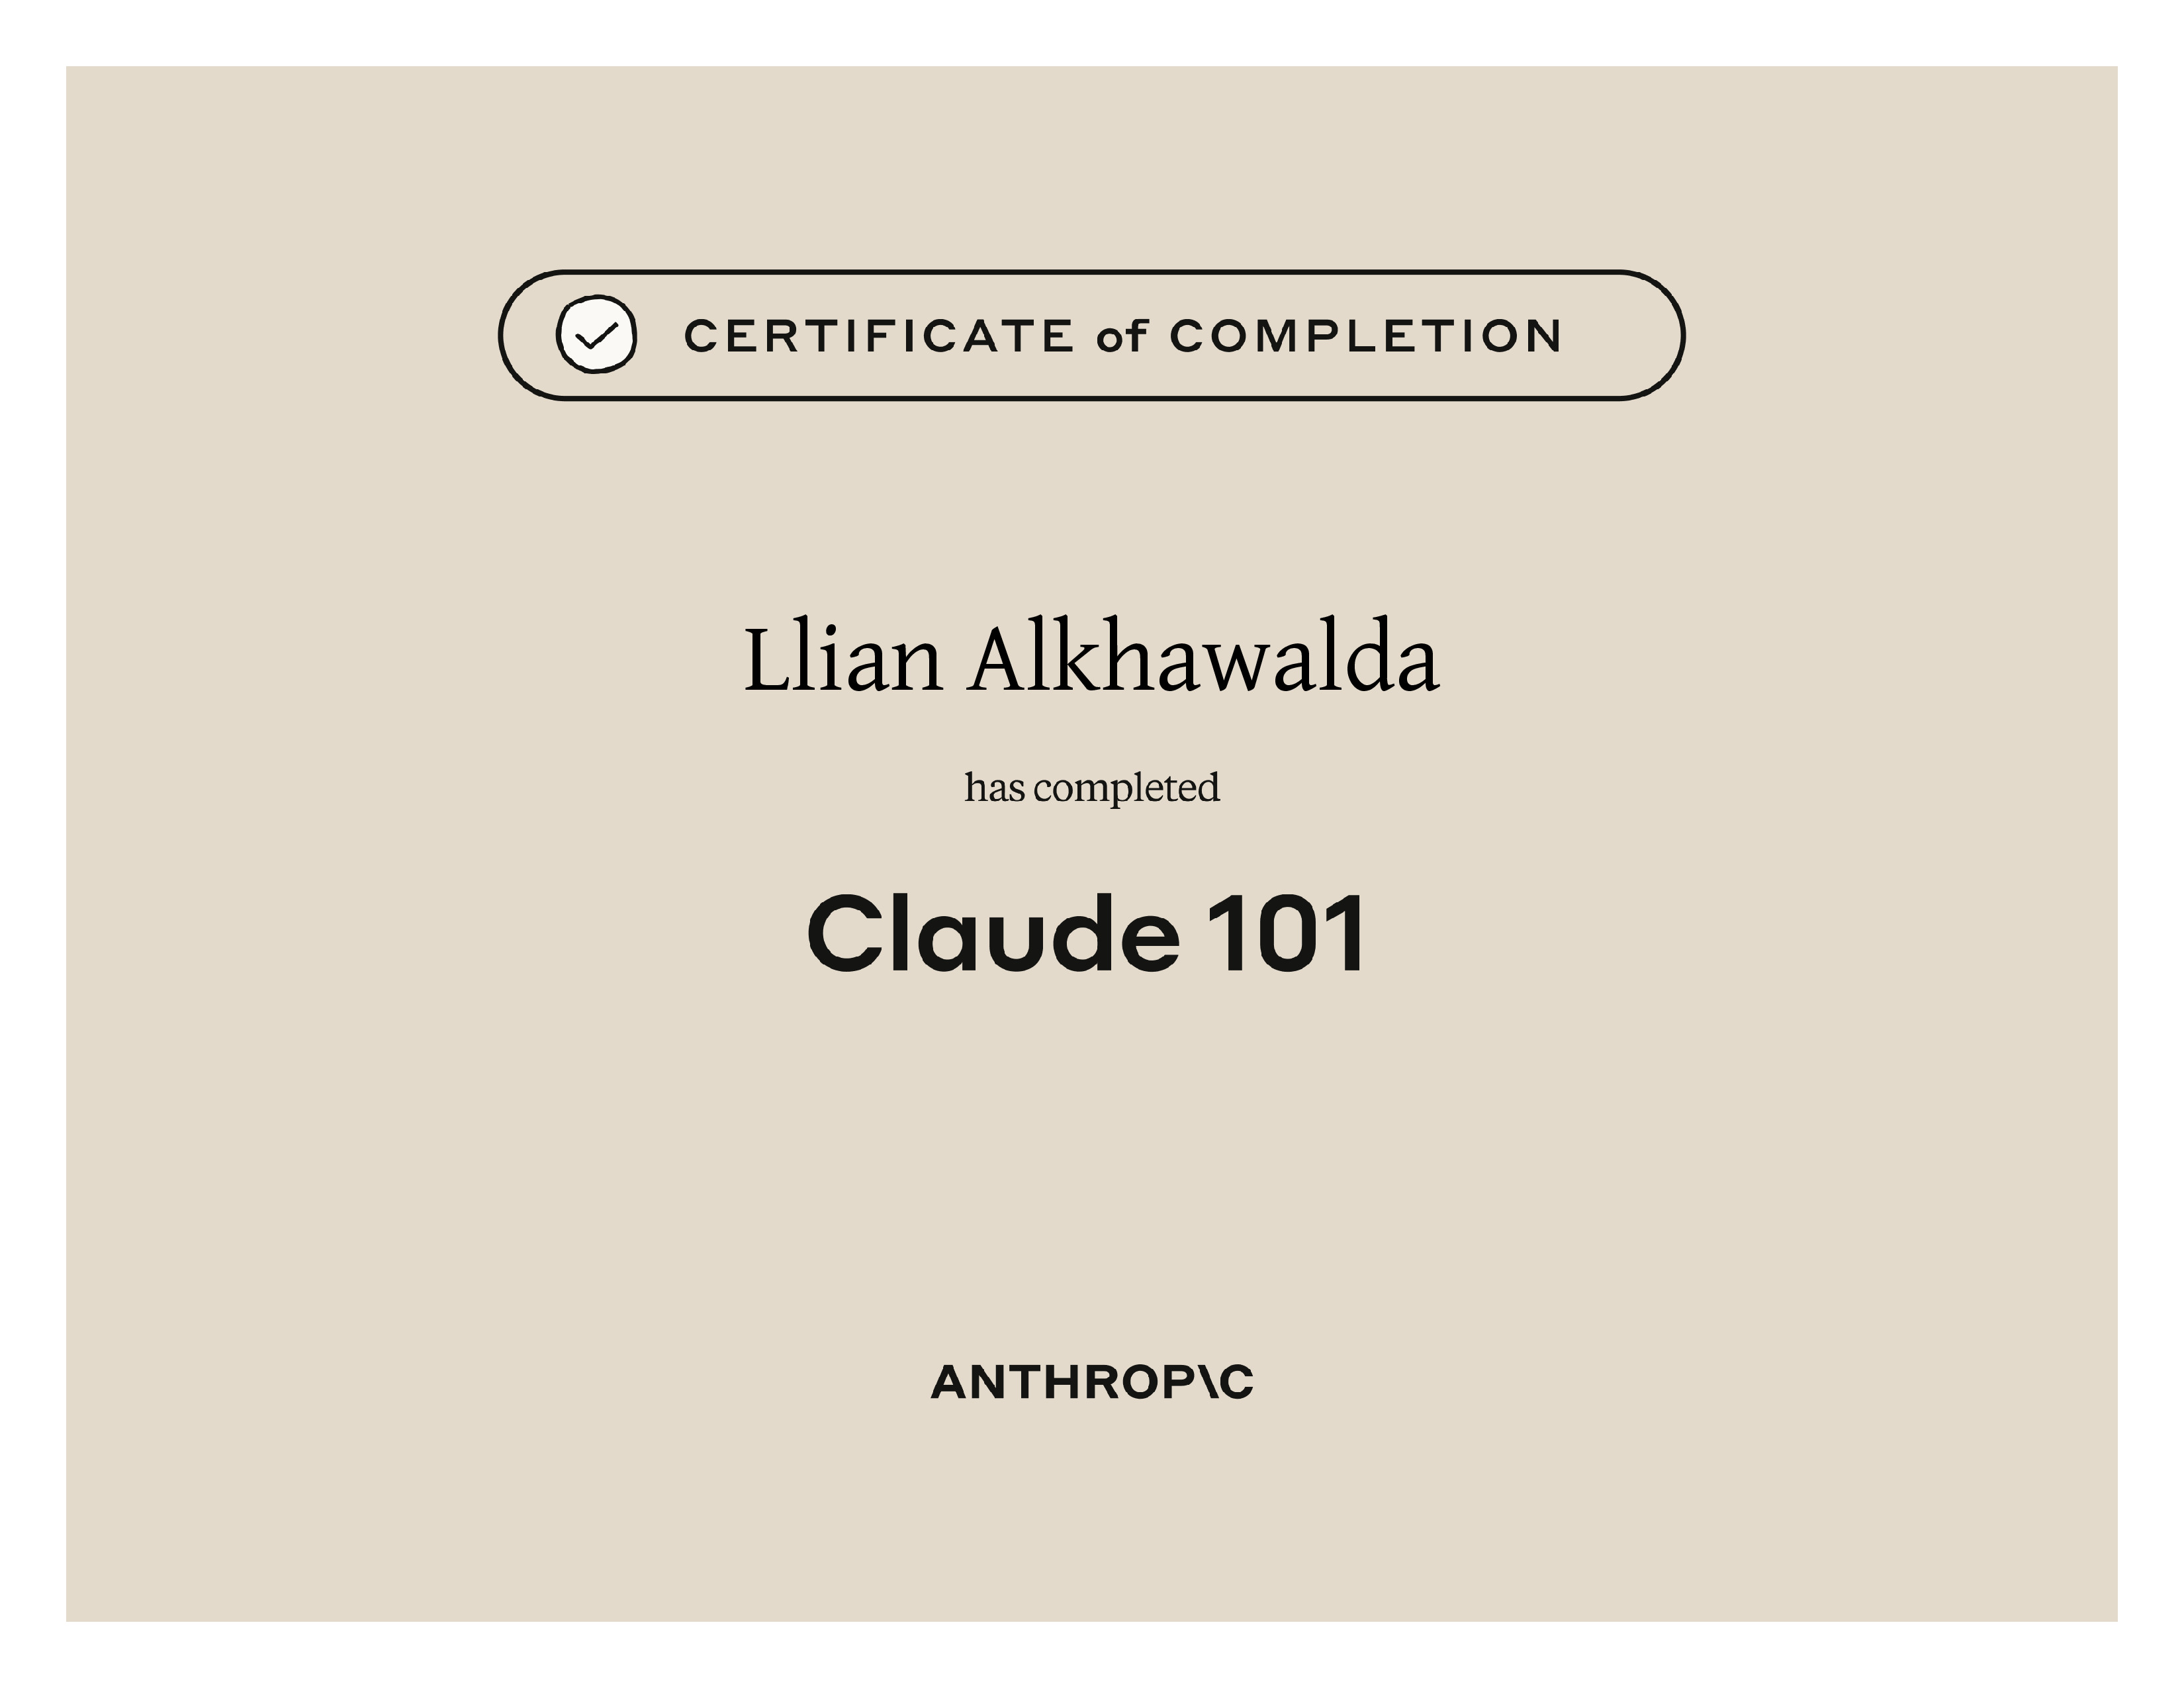 CERTIFICATE of COMPLETION
Llian Alkhawalda
has completed
Claude 101
ANTHROP\C